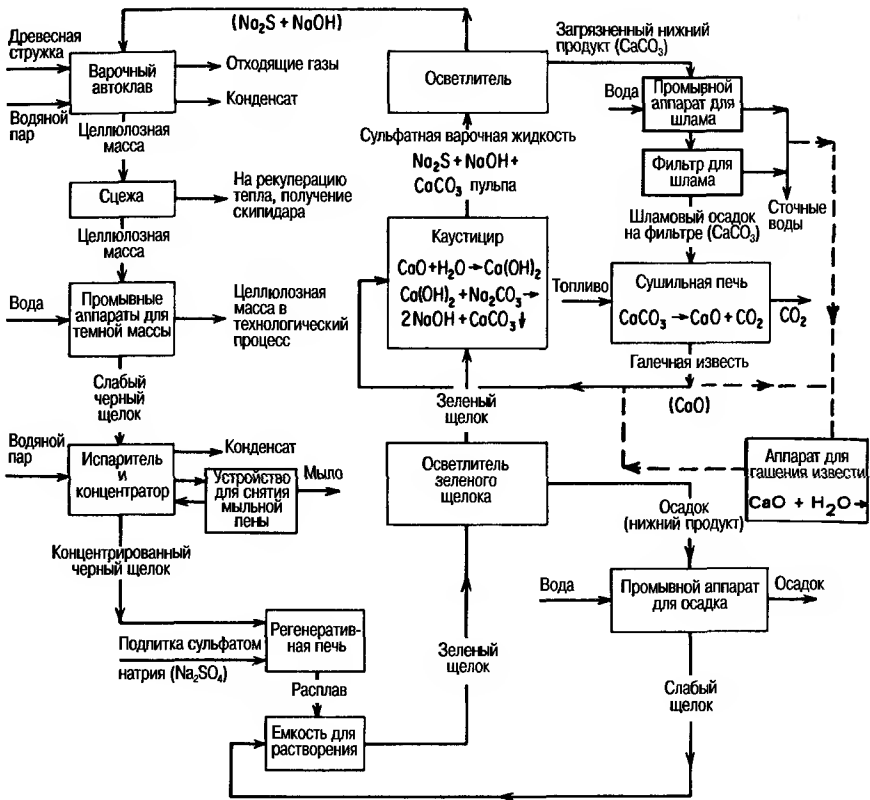 (Na₂S + NaOH)
Древесная
стружка
Варочный
автоклав
Отходящие газы
Конденсат
Водяной
пар
Целлюлозная
масса
Сцежа
На рекуперацию
тепла, получение
скипидара
Целлюлозная
масса
Вода
Промывные
аппараты для
темной массы
Целлюлозная
масса в
технологический
процесс
Слабый
черный
щелок
Водяной
пар
Испаритель
и
концентратор
Конденсат
Устройство
для снятия
мыльной
пены
Мыло
Концентрированный
черный щелок
Подпитка сульфатом
натрия (Na₂SO₄)
Регенератив-
ная печь
Расплав
Емкость для
растворения
Зеленый
щелок
Осветлитель
зеленого
щелока
Зеленый
щелок
Каустицир
CaO + H₂O → Ca(OH)₂
Ca(OH)₂ + Na₂CO₃ →
2NaOH + CaCO₃↓
Сульфатная варочная жидкость
Na₂S + NaOH +
CaCO₃ пульпа
Осветлитель
Загрязненный нижний
продукт (CaCO₃)
Вода
Промывной
аппарат для
шлама
Фильтр для
шлама
Сточные
воды
Шламовый осадок
на фильтре (CaCO₃)
Топливо
Сушильная печь
CaCO₃ → CaO + CO₂
CO₂
Галечная известь
(CaO)
Аппарат для
гашения извести
CaO + H₂O →
Осадок
(нижний продукт)
Вода
Промывной аппарат
для осадка
Осадок
Слабый
щелок